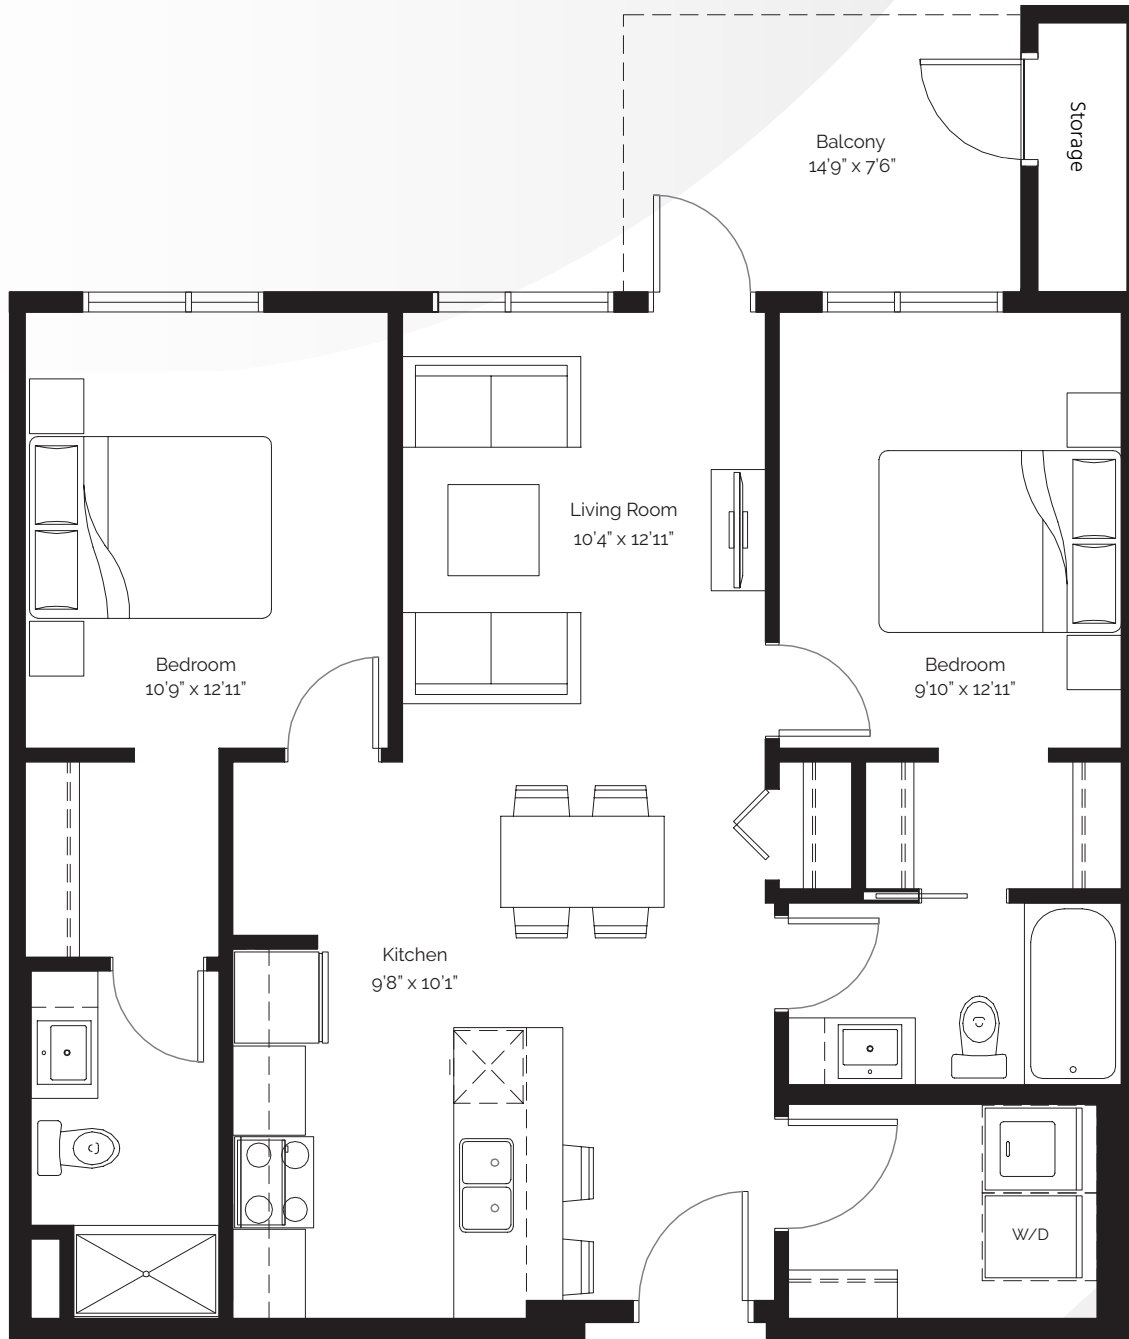 Balcony
14'9" x 7'6"
Storage
Living Room
10'4" x 12'11"
Bedroom
10'9" x 12'11"
Bedroom
9'10" x 12'11"
Kitchen
9'8" x 10'1"
W/D